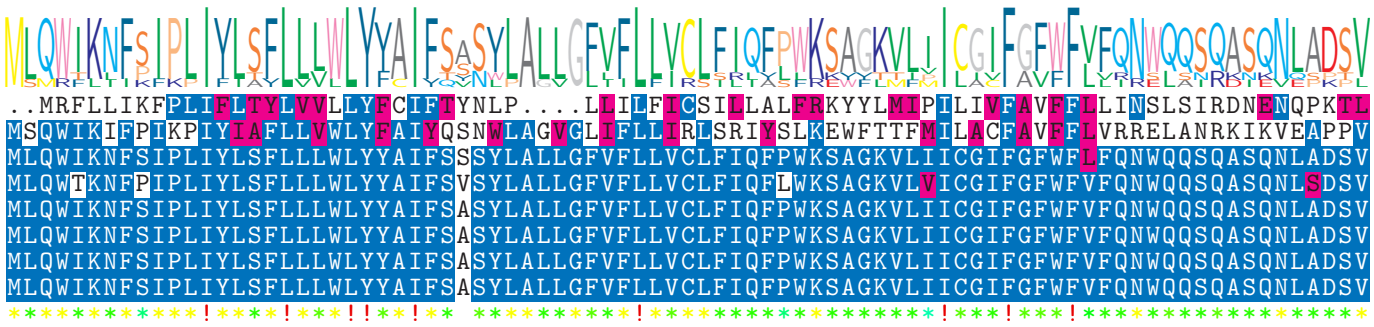 MLQWIKNFSIPLIYLSFLLLWLYYAIFSASYLALLGFVFLLVCLFIQFPWKSAGKVLIICGIFGFWFVFQNWQQSQASQNLADSV
..MRFLLIKFPLIFLTYLVVLLYFCIFTYNLP....LLILFICSILLALFRKYYLMIPILIVFAVFFLLINSLSIRDNENQPKTL
MSQWIKIFPIKPIYIAFLLVWLYFAIYQSNWLAGVGLIFLLIRLSRIYSLKEWFTTFMILACFAVFFLVRRELANRKIKVEAPPV
MLQWIKNFSIPLIYLSFLLLWLYYAIFSSSYLALLGFVFLLVCLFIQFPWKSAGKVLIICGIFGFWFLFQNWQQSQASQNLADSV
MLQWTKNFPIPLIYLSFLLLWLYYAIFSVSYLALLGFVFLLVCLFIQFLWKSAGKVLVICGIFGFWFVFQNWQQSQASQNLSDSV
MLQWIKNFSIPLIYLSFLLLWLYYAIFSASYLALLGFVFLLVCLFIQFPWKSAGKVLIICGIFGFWFVFQNWQQSQASQNLADSV
MLQWIKNFSIPLIYLSFLLLWLYYAIFSASYLALLGFVFLLVCLFIQFPWKSAGKVLIICGIFGFWFVFQNWQQSQASQNLADSV
MLQWIKNFSIPLIYLSFLLLWLYYAIFSASYLALLGFVFLLVCLFIQFPWKSAGKVLIICGIFGFWFVFQNWQQSQASQNLADSV
MLQWIKNFSIPLIYLSFLLLWLYYAIFSASYLALLGFVFLLVCLFIQFPWKSAGKVLIICGIFGFWFVFQNWQQSQASQNLADSV
************!********!!**!** **********!******************!***!***!******************